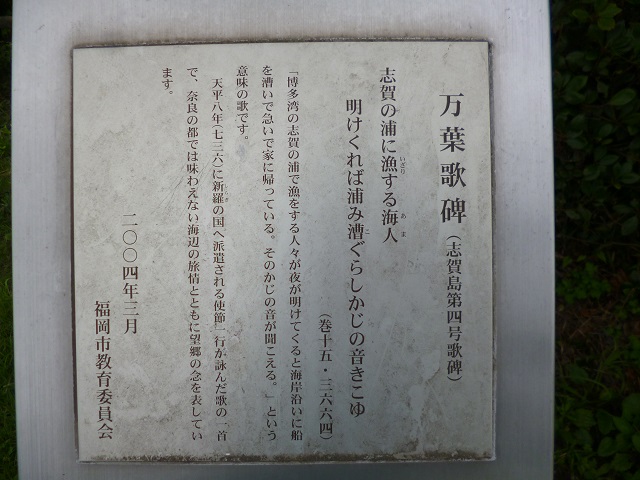 万葉歌碑（志賀島第四号歌碑）
志賀の浦に漁する海人
明けくれば浦み漕ぐらしかじの音きこゆ
（巻十五・三六六四）
「博多湾の志賀の浦で漁をする人々が夜が明けてくると海岸沿いに船
を漕いで急いで家に帰っている。そのかじの音が聞こえる。」という
意味の歌です。
天平八年（七三六）に新羅の国へ派遣される使節一行が詠んだ歌の一首
で、奈良の都では味わえない海辺の旅情とともに望郷の念を表してい
ます。
二〇〇四年三月
福岡市教育委員会